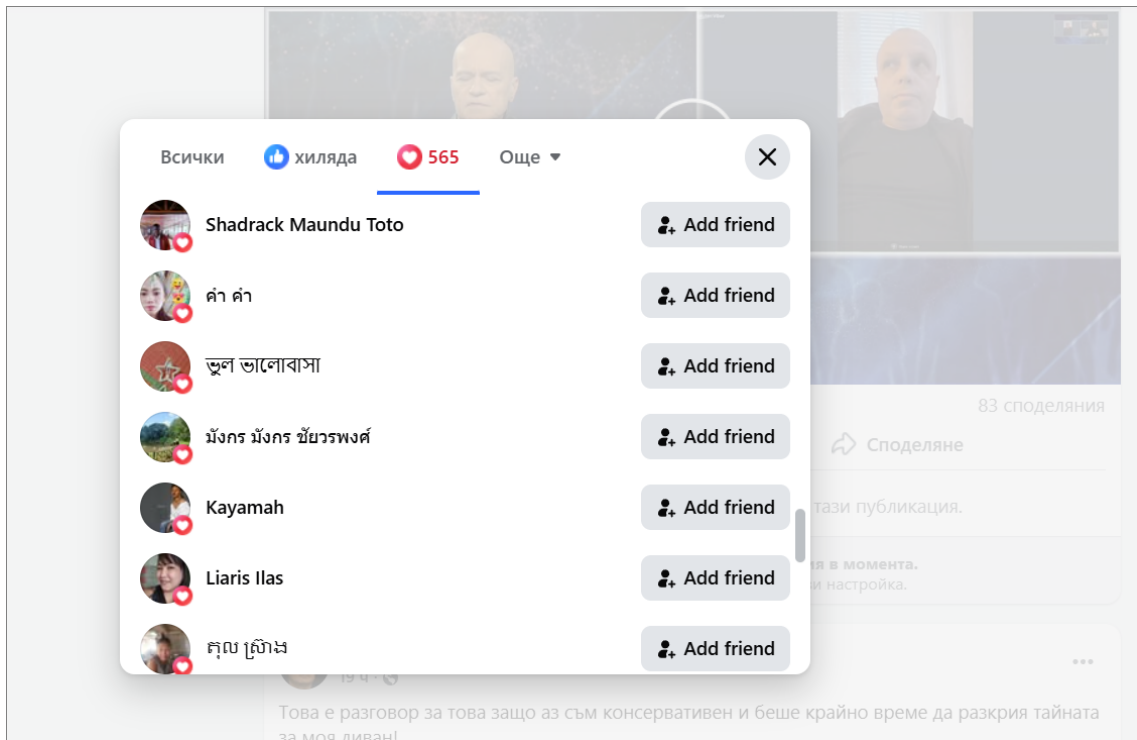 Всички
хиляда
565
Още
Shadrack Maundu Toto
Add friend
คำ คำ
Add friend
ভুল ভালোবাসা
Add friend
มังกร มังกร ชัยวรพงศ์
Add friend
Kayamah
Add friend
Liaris Ilas
Add friend
តុល ស្រ៊ាង
Add friend
83 споделяния
Споделяне
тази публикация.
в момента.
настройка.
19 ч
Това е разговор за това защо аз съм консервативен и беше крайно време да разкрия тайната
за моя диван!